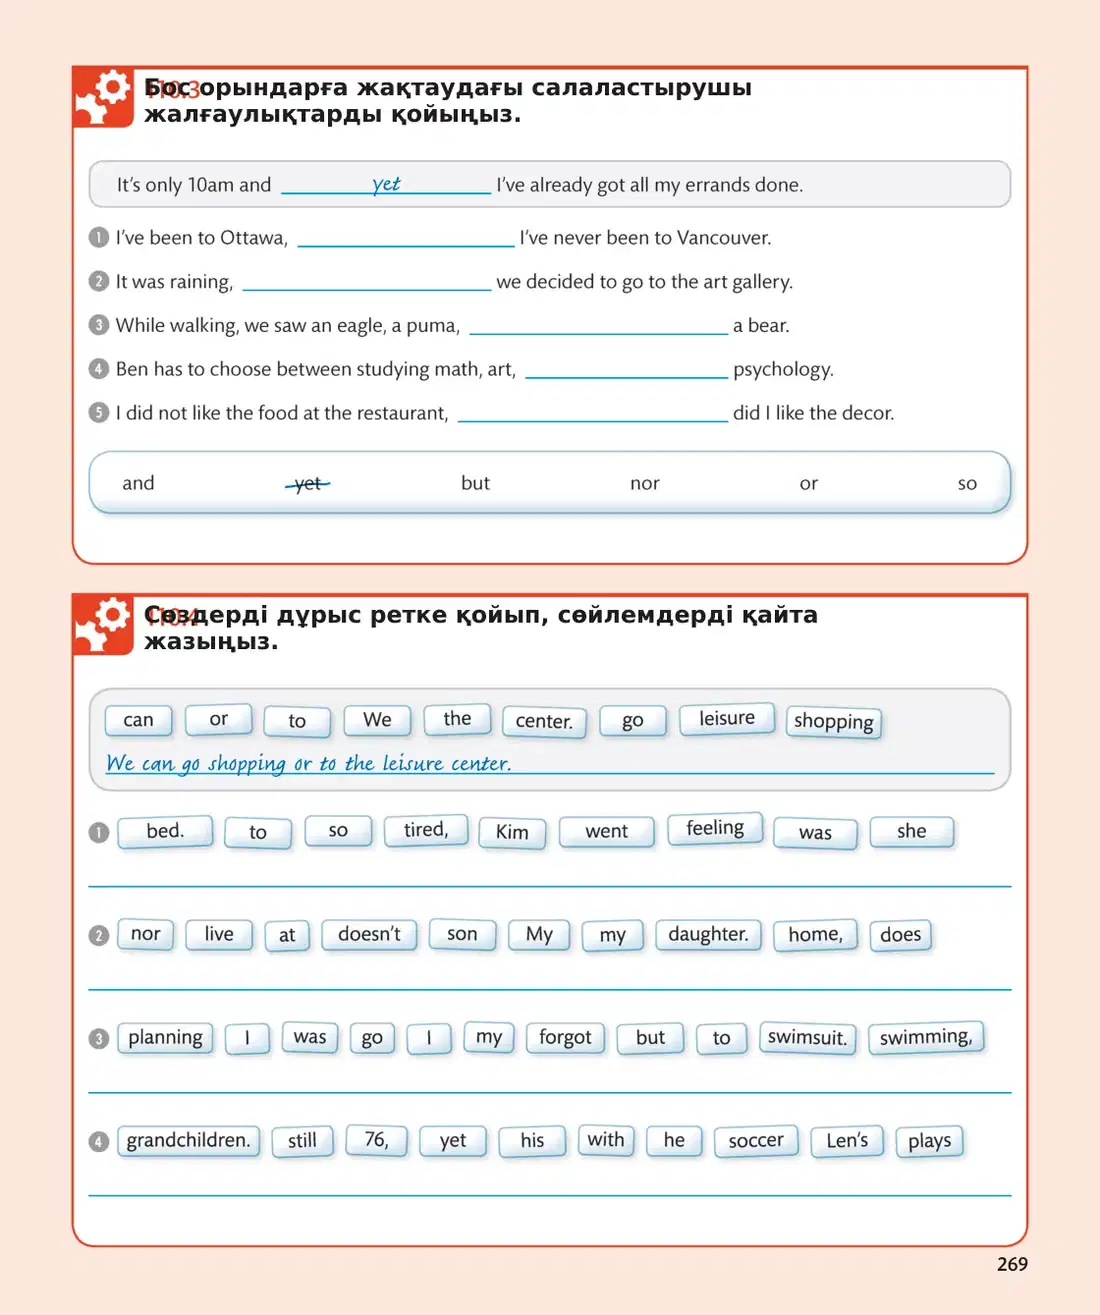 Бос орындарға жақтаудағы салаластырушы
жалғаулықтарды қойыңыз.
It's only 10am and yet I've already got all my errands done.
1 I've been to Ottawa, I've never been to Vancouver.
2 It was raining, we decided to go to the art gallery.
3 While walking, we saw an eagle, a puma, a bear.
4 Ben has to choose between studying math, art, psychology.
5 I did not like the food at the restaurant, did I like the decor.
and yet but nor or so
Сөздерді дұрыс ретке қойып, сөйлемдерді қайта
жазыңыз.
can or to We the center. go leisure shopping
We can go shopping or to the leisure center.
1 bed. to so tired, Kim went feeling was she
2 nor live at doesn't son My my daughter. home, does
3 planning I was go I my forgot but to swimsuit. swimming,
4 grandchildren. still 76, yet his with he soccer Len's plays
269